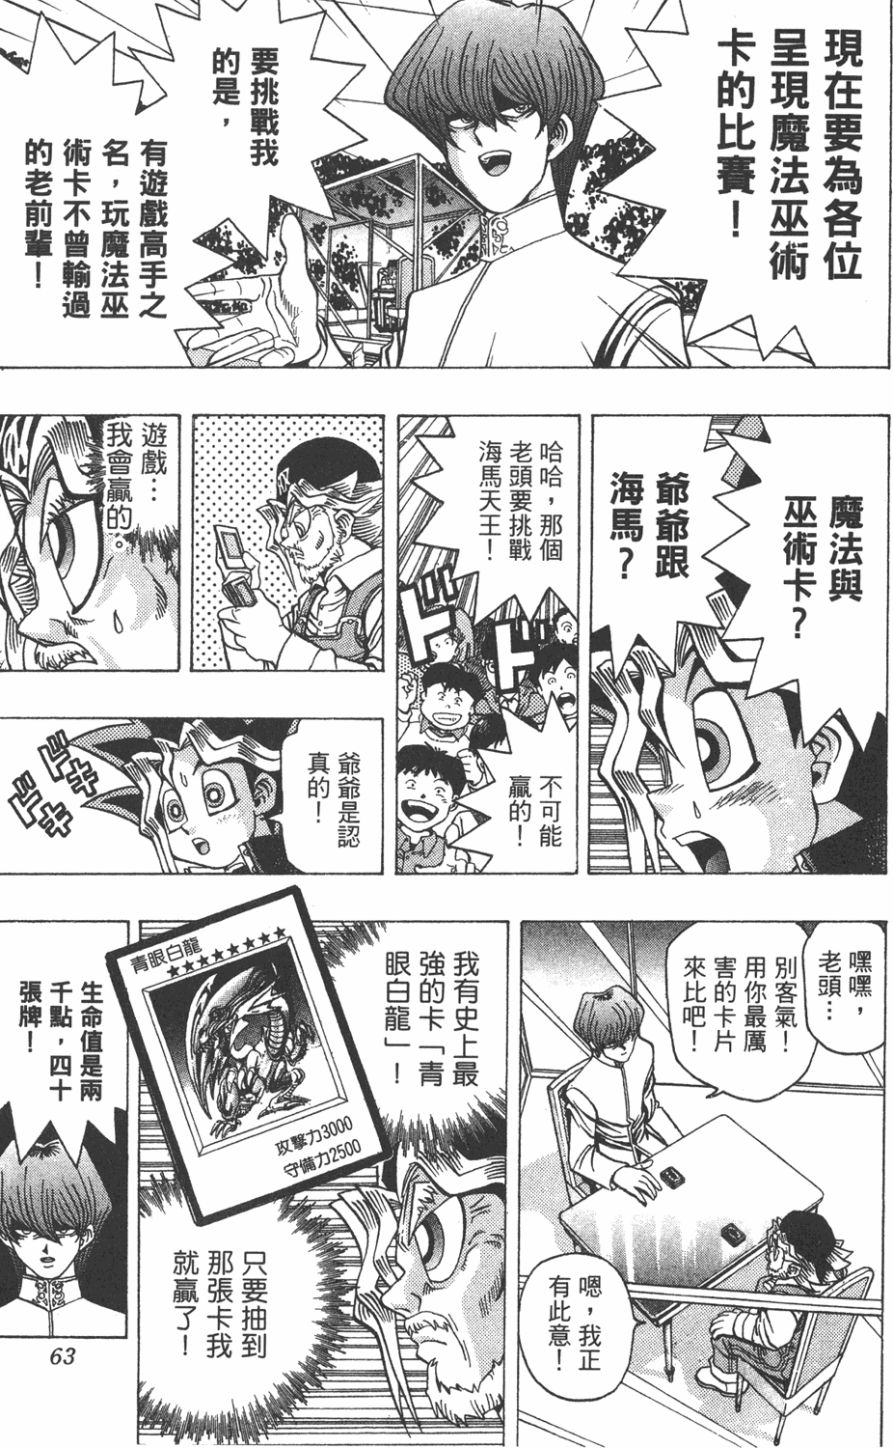 現在要為各位
呈現魔法巫術
卡的比賽！
要挑戰我
的是，
有遊戲高手之
名，玩魔法巫
術卡不曾輸過
的老前輩！
魔法與
巫術卡？
爺爺跟
海馬？
哈哈，那個
老頭要挑戰
海馬天王！
ドド
不可能
贏的！
遊戲…
我會贏的。
爺爺是認
真的！
ドキ
ドキ
嘿嘿，
老頭…
別客氣！
用你最厲
害的卡片
來比吧！
嗯，我正
有此意！
我有史上最
強的卡「青
眼白龍」！
青眼白龍
★★★★★★★★
攻擊力3000
守備力2500
只要抽到
那張卡我
就贏了！
生命值是兩
千點，四十
張牌！
63